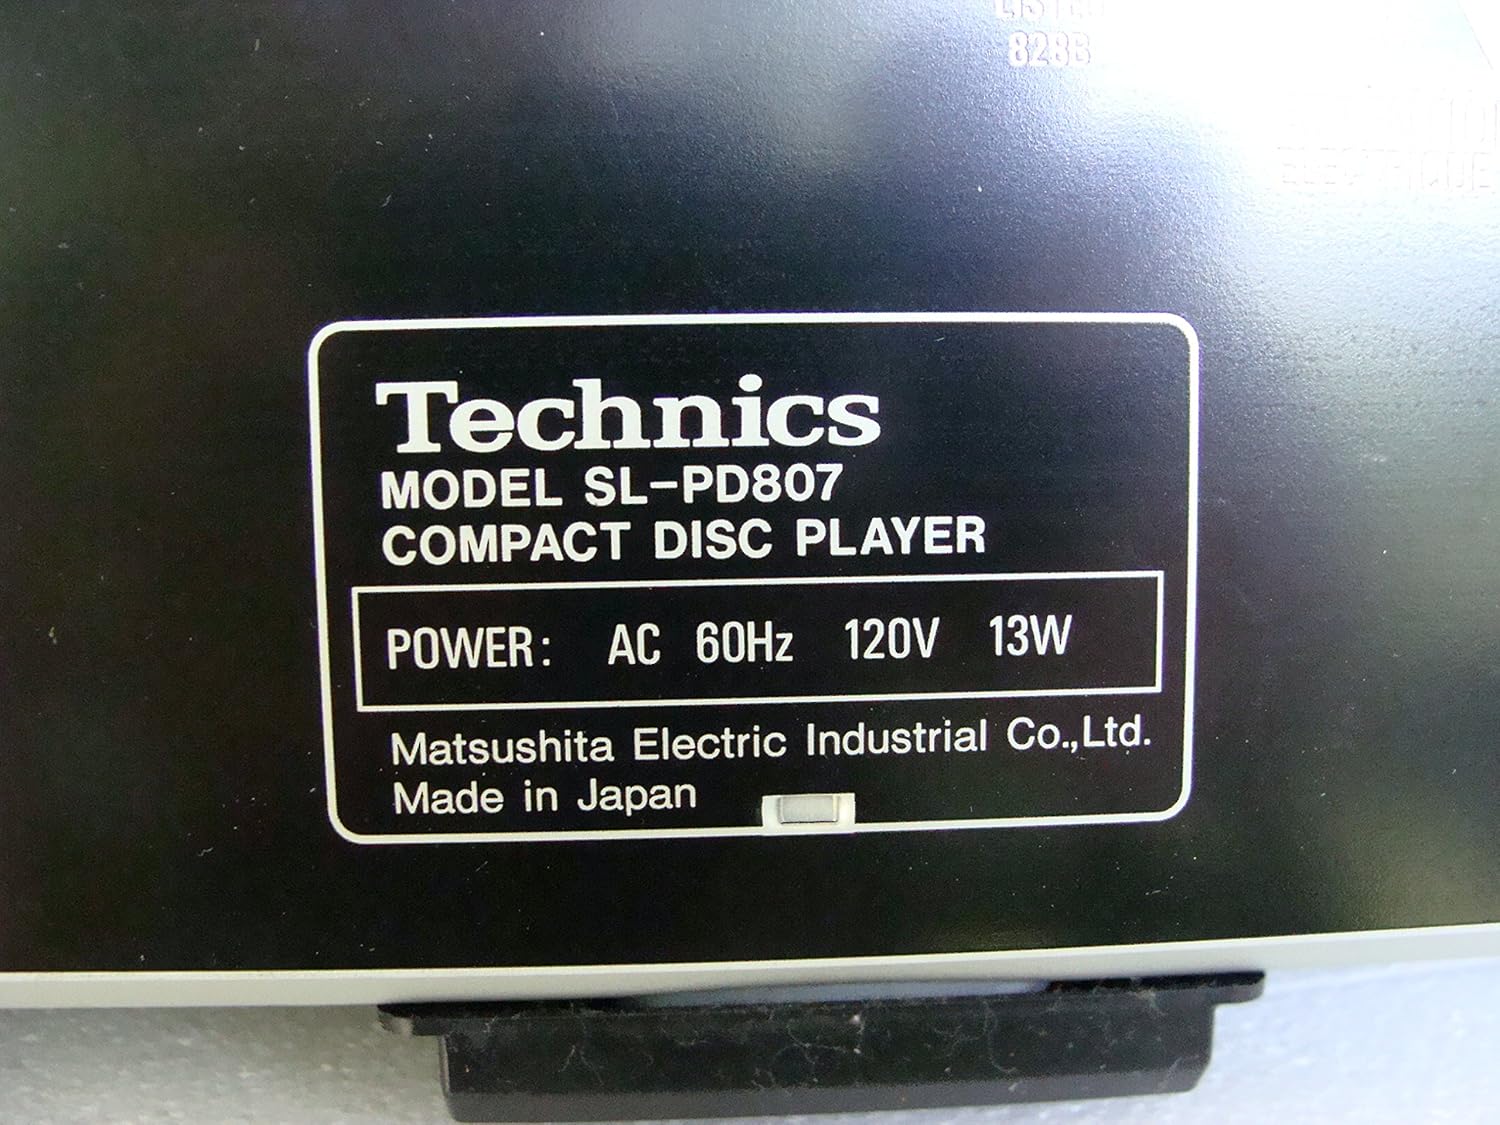 828B
Technics
MODEL SL-PD807
COMPACT DISC PLAYER
POWER: AC 60Hz 120V 13W
Matsushita Electric Industrial Co.,Ltd.
Made in Japan